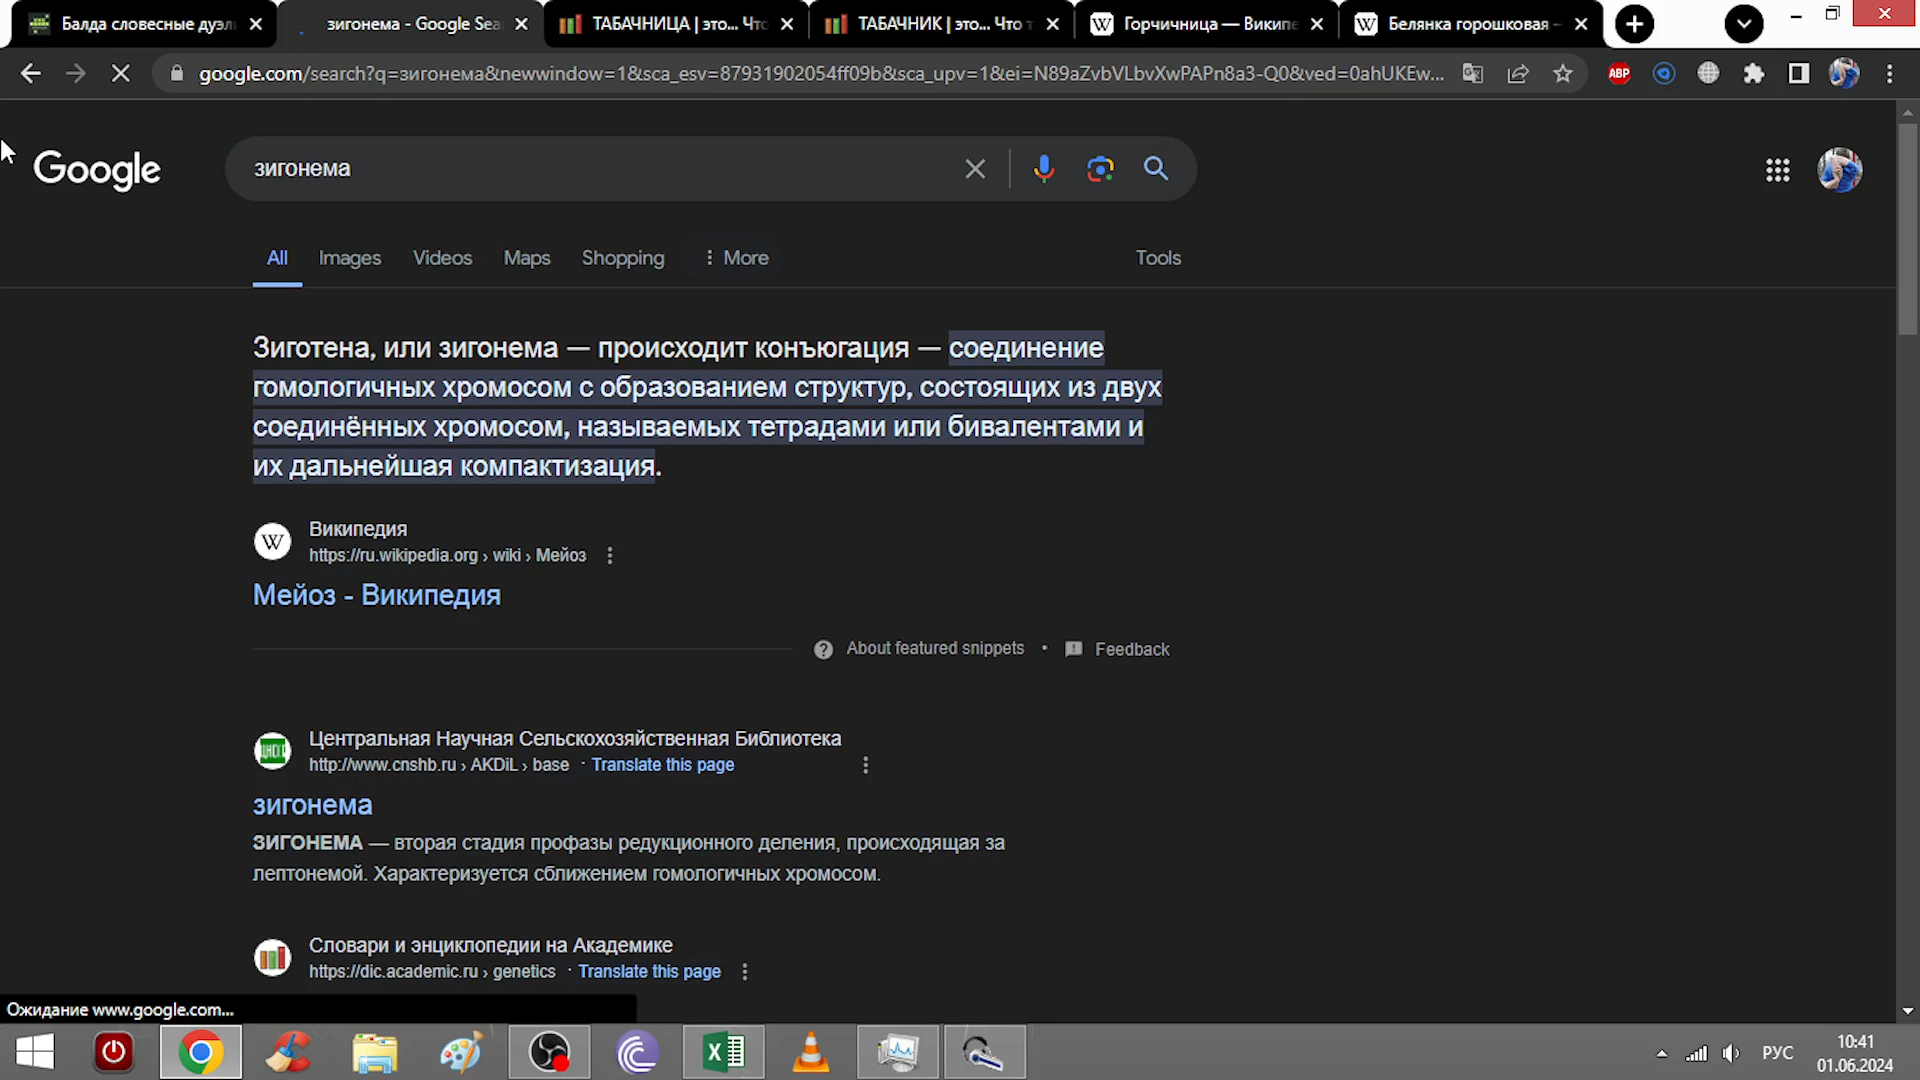 Балда словесные дуэл
зигонема - Google Sea
ТАБАЧНИЦА | это... Что
ТАБАЧНИК | это... Что т
Горчичница — Википе
Белянка горошковая —
google.com/search?q=зигонема&newwindow=1&sca_esv=87931902054ff09b&sca_upv=1&ei=N89aZvbVLbvXwPAPn8a3-Q0&ved=0ahUKEw...
ABP
Google
зигонема
All
Images
Videos
Maps
Shopping
More
Tools
Зиготена, или зигонема — происходит конъюгация — соединение
гомологичных хромосом с образованием структур, состоящих из двух
соединённых хромосом, называемых тетрадами или бивалентами и
их дальнейшая компактизация.
W
Википедия
https://ru.wikipedia.org › wiki › Мейоз
Мейоз - Википедия
About featured snippets • Feedback
Центральная Научная Сельскохозяйственная Библиотека
http://www.cnshb.ru › AKDiL › base · Translate this page
зигонема
ЗИГОНЕМА — вторая стадия профазы редукционного деления, происходящая за
лептонемой. Характеризуется сближением гомологичных хромосом.
Словари и энциклопедии на Академике
https://dic.academic.ru › genetics · Translate this page
Ожидание www.google.com...
РУС
10:41
01.06.2024